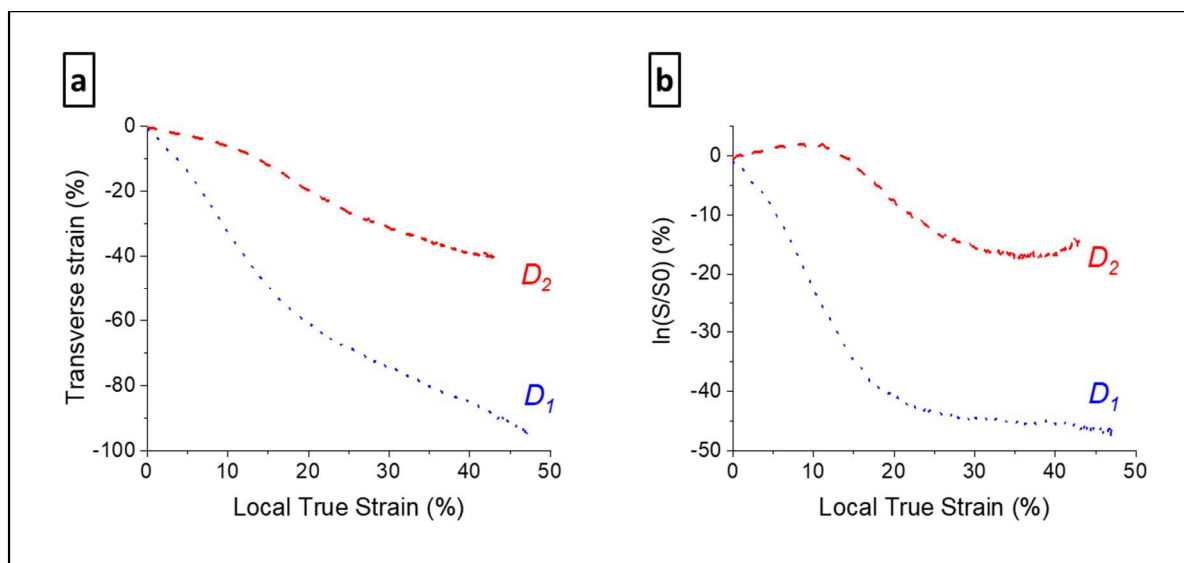 a
0
-20
-40
-60
-80
-100
Transverse strain (%)
D2
D1
0 10 20 30 40 50
Local True Strain (%)
b
0
-10
-20
-30
-40
-50
ln(S/S0) (%)
D2
D1
0 10 20 30 40 50
Local True Strain (%)